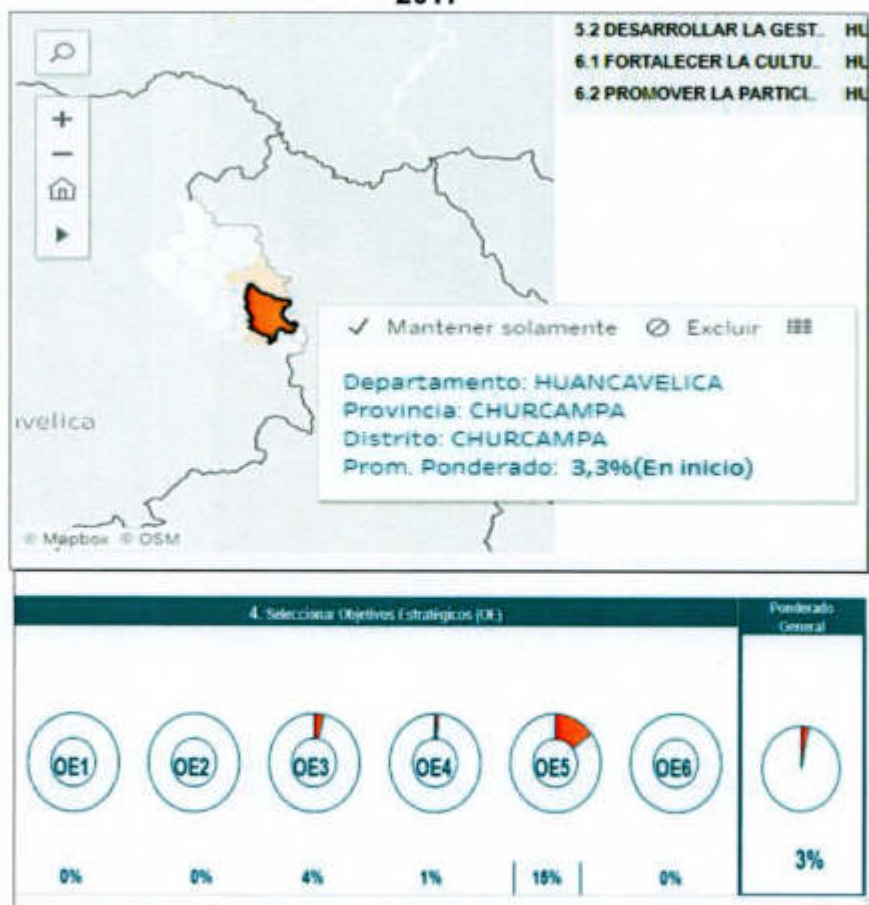 5.2 DESARROLLAR LA GEST.. HU
6.1 FORTALECER LA CULTU.. HU
6.2 PROMOVER LA PARTICI.. HU
✓ Mantener solamente Excluir
Departamento: HUANCAVELICA
Provincia: CHURCAMPA
Distrito: CHURCAMPA
Prom. Ponderado: 3,3%(En inicio)
avelica
© Mapbox © OSM
4. Seleccionar Objetivos Estratégicos (OE)
Ponderado
General
OE1 OE2 OE3 OE4 OE5 OE6
0% 0% 4% 1% 15% 0% 3%